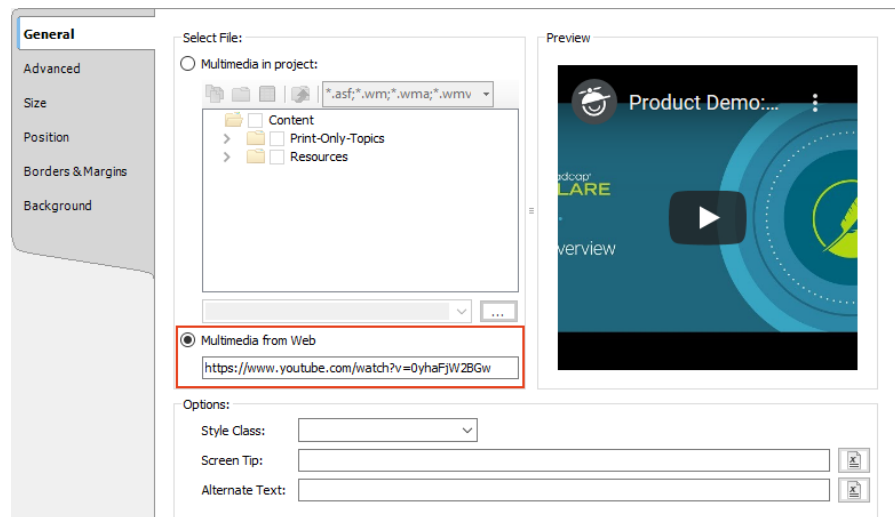 General
Advanced
Size
Position
Borders & Margins
Background
Select File:
Multimedia in project:
*.asf;*.wm;*.wma;*.wmv
Content
Print-Only-Topics
Resources
...
Multimedia from Web
https://www.youtube.com/watch?v=0yhaFjW2BGw
Preview
Product Demo:...
adcap
LARE
verview
Options:
Style Class:
Screen Tip:
Alternate Text: